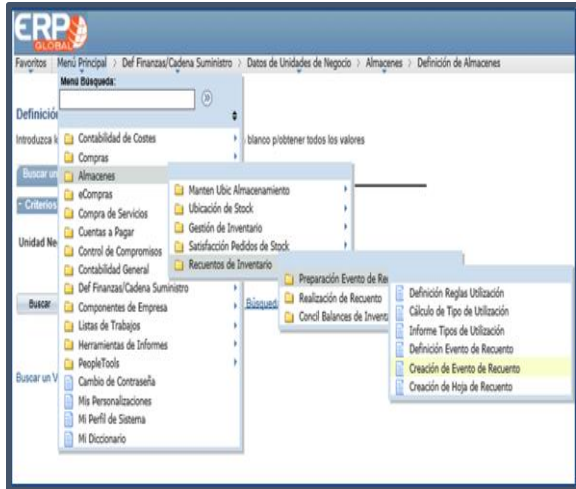 ERP
GLOBAL
Favoritos Menú Principal > Def Finanzas/Cadena Suministro > Datos de Unidades de Negocio > Almacenes > Definición de Almacenes
Menú Búsqueda:
Definición
Introduzca blanco p/obtener todos los valores
Buscar un
Criterios
Unidad Ne
Buscar
Búsqued
Buscar un V
Contabilidad de Costes
Compras
Almacenes
eCompras
Compra de Servicios
Cuentas a Pagar
Control de Compromisos
Contabilidad General
Def Finanzas/Cadena Suministro
Componentes de Empresa
Listas de Trabajos
Herramientas de Informes
PeopleTools
Cambio de Contraseña
Mis Personalizaciones
Mi Perfil de Sistema
Mi Diccionario
Manten Ubic Almacenamiento
Ubicación de Stock
Gestión de Inventario
Satisfacción Pedidos de Stock
Recuentos de Inventario
Preparación Evento de Re
Realización de Recuento
Concil Balances de Inventa
Definición Reglas Utilización
Cálculo de Tipo de Utilización
Informe Tipos de Utilización
Definición Evento de Recuento
Creación de Evento de Recuento
Creación de Hoja de Recuento